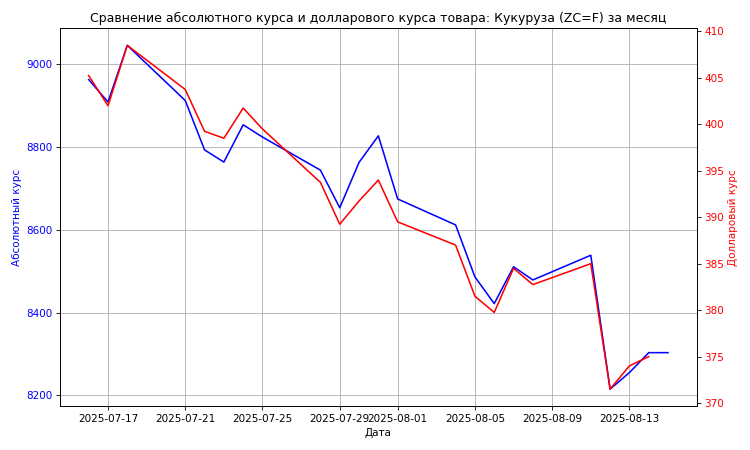 Сравнение абсолютного курса и долларового курса товара: Кукуруза (ZC=F) за месяц
Абсолютный курс
9000
8800
8600
8400
8200
410
405
400
395
390
385
380
375
370
Долларовый курс
2025-07-17 2025-07-21 2025-07-25 2025-07-29 2025-08-01 2025-08-05 2025-08-09 2025-08-13
Дата